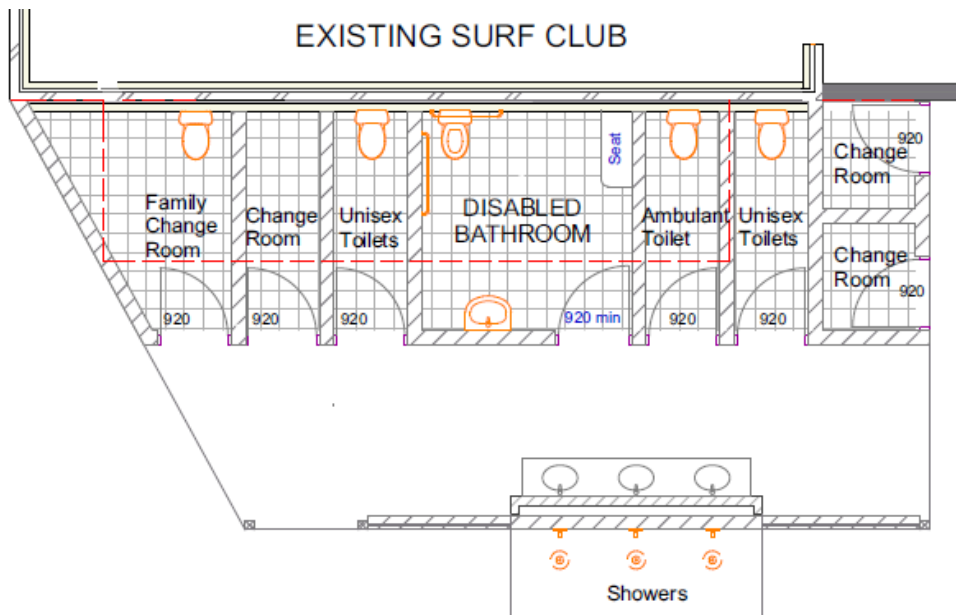 EXISTING SURF CLUB
Seat
920
Change
Room
Family
Change
Room
Change
Room
Unisex
Toilets
DISABLED
BATHROOM
Ambulant
Toilet
Unisex
Toilets
Change
Room
920
920
920
920
920 min
920
920
Showers